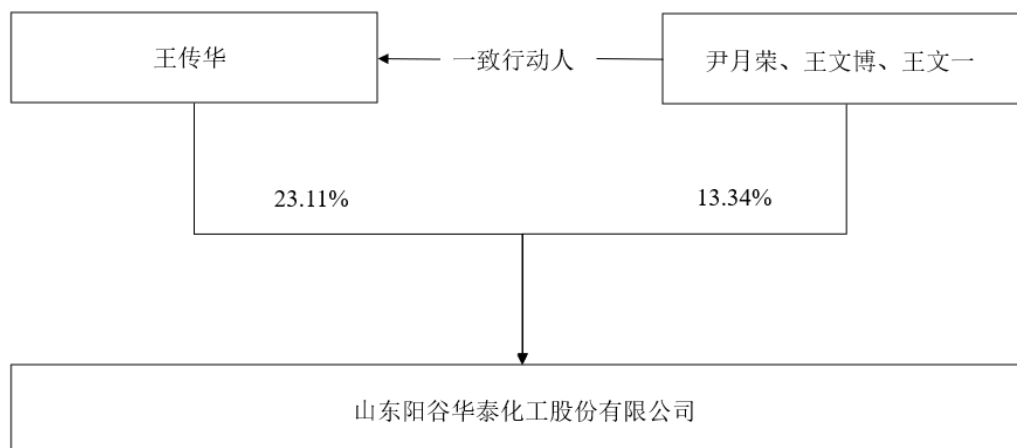 王传华
一致行动人
尹月荣、王文博、王文一
23.11%
13.34%
山东阳谷华泰化工股份有限公司